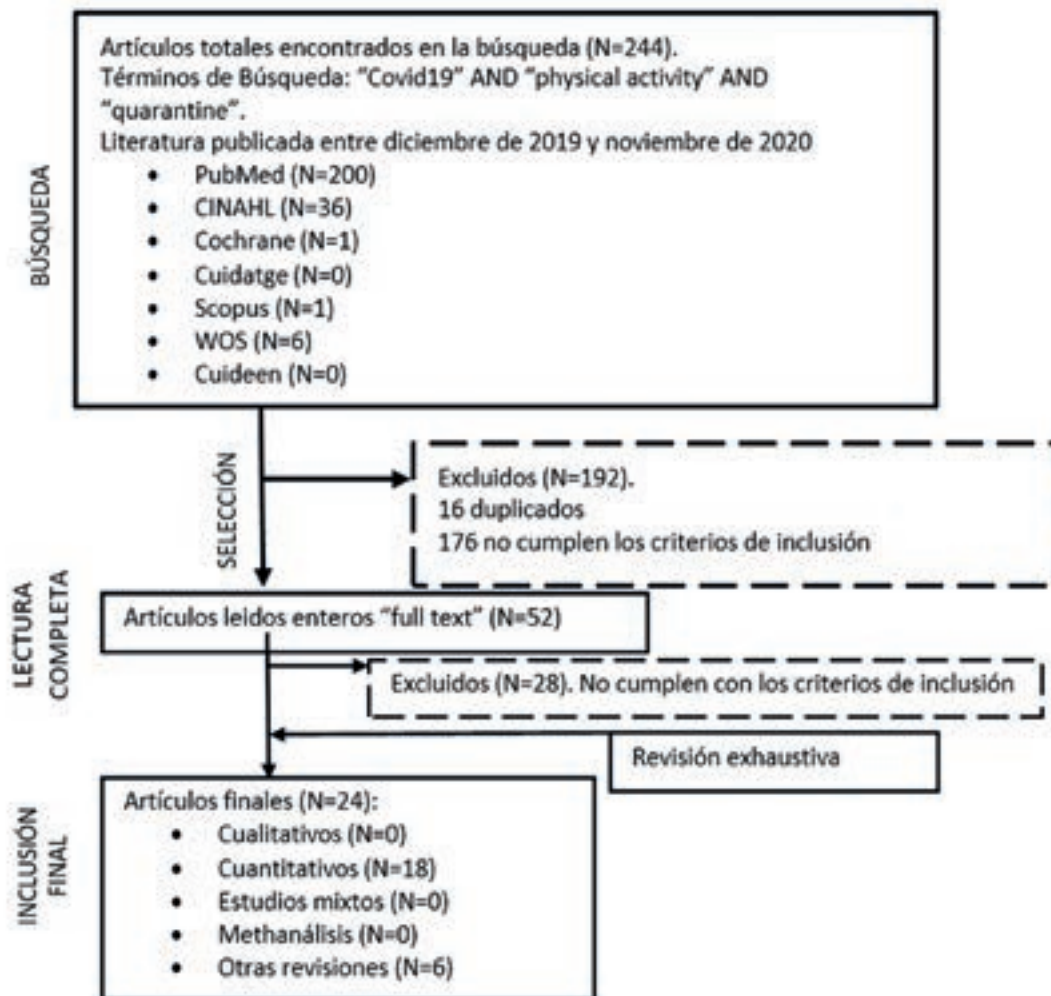 Artículos totales encontrados en la búsqueda (N=244).
Términos de Búsqueda: "Covid19" AND "physical activity" AND
"quarantine".
Literatura publicada entre diciembre de 2019 y noviembre de 2020
• PubMed (N=200)
• CINAHL (N=36)
• Cochrane (N=1)
• Cuidatge (N=0)
• Scopus (N=1)
• WOS (N=6)
• Cuideen (N=0)
BÚSQUEDA
SELECCIÓN
Excluidos (N=192).
16 duplicados
176 no cumplen los criterios de inclusión
LECTURA
COMPLETA
Artículos leidos enteros "full text" (N=52)
Excluidos (N=28). No cumplen con los criterios de inclusión
Revisión exhaustiva
INCLUSIÓN
FINAL
Artículos finales (N=24):
• Cualitativos (N=0)
• Cuantitativos (N=18)
• Estudios mixtos (N=0)
• Methanálisis (N=0)
• Otras revisiones (N=6)